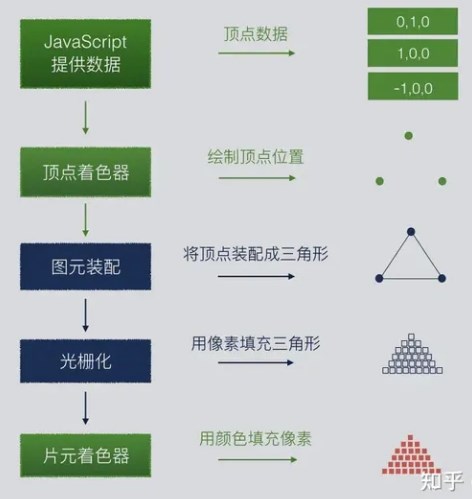 JavaScript
提供数据
顶点数据
0,1,0
1,0,0
-1,0,0
顶点着色器
绘制顶点位置
图元装配
将顶点装配成三角形
光栅化
用像素填充三角形
片元着色器
用颜色填充像素
知乎